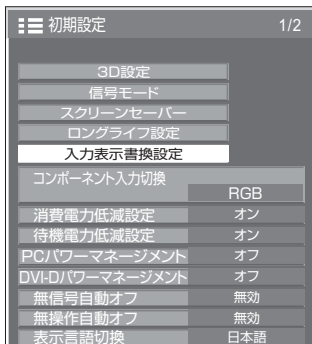 初期設定 1/2
3D設定
信号モード
スクリーンセーバー
ロングライフ設定
入力表示書換設定
コンポーネント入力切換
RGB
消費電力低減設定 オン
待機電力低減設定 オン
PCパワーマネージメント オフ
DVI-Dパワーマネージメント オフ
無信号自動オフ 無効
無操作自動オフ 無効
表示言語切換 日本語